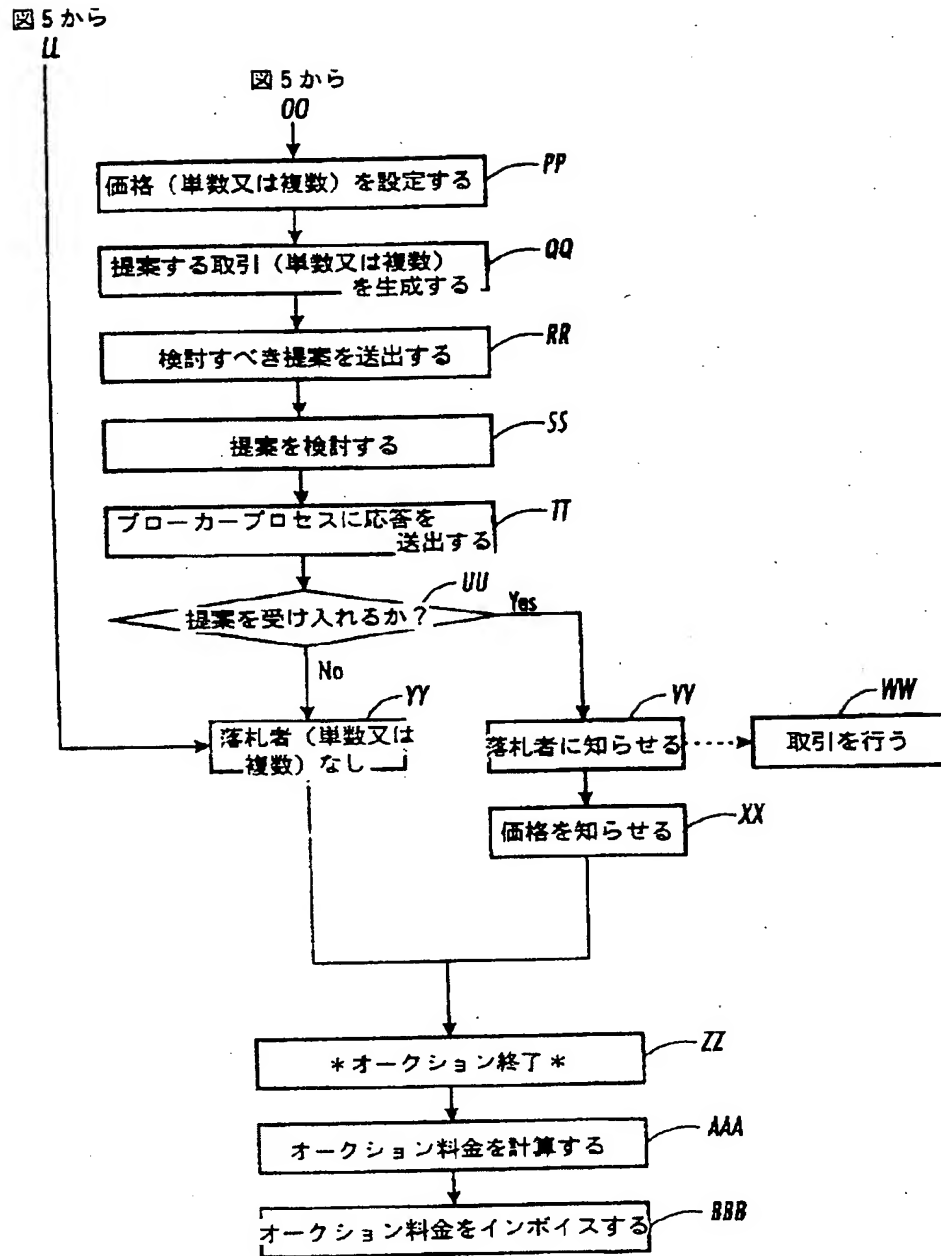 図5から
LL
図5から
OO
価格（単数又は複数）を設定する
PP
提案する取引（単数又は複数）
を生成する
QQ
検討すべき提案を送出する
RR
提案を検討する
SS
ブローカープロセスに応答を
送出する
TT
提案を受け入れるか？
UU
Yes
No
落札者（単数又は
複数）なし
YY
落札者に知らせる
VV
取引を行う
WW
価格を知らせる
XX
*オークション終了*
ZZ
オークション料金を計算する
AAA
オークション料金をインボイスする
BBB